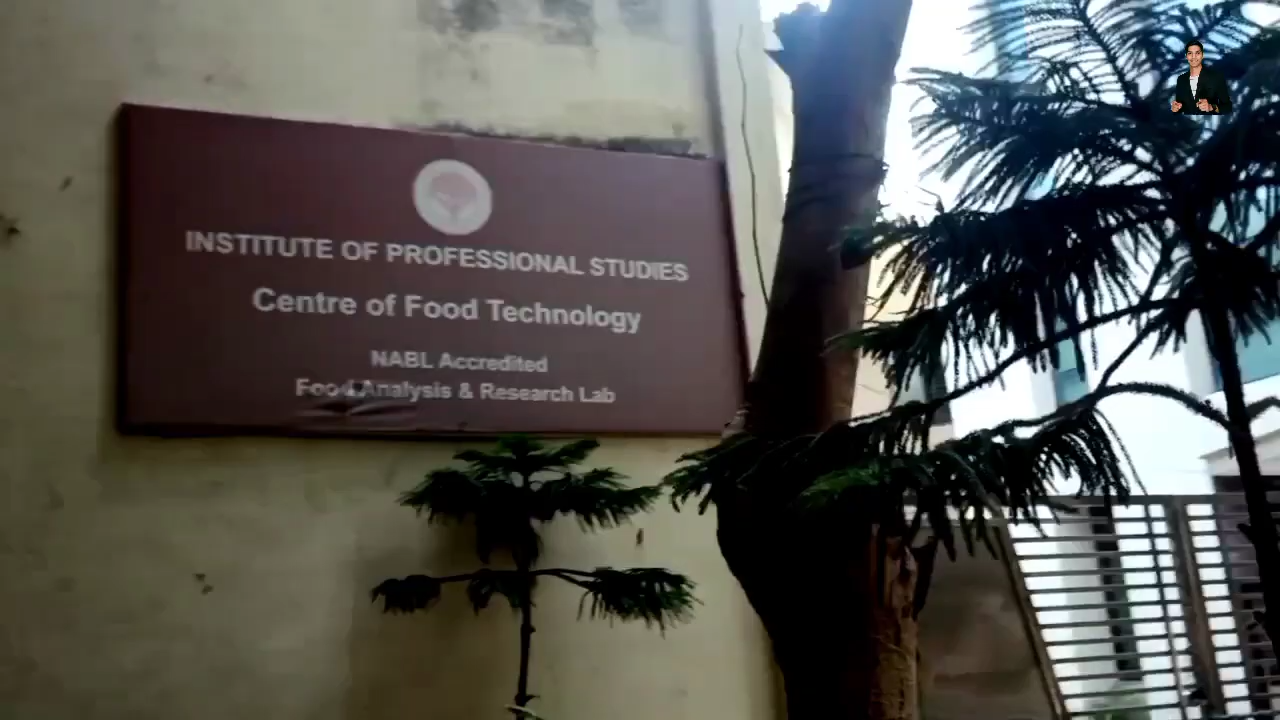 INSTITUTE OF PROFESSIONAL STUDIES
Centre of Food Technology
NABL Accredited
Food Analysis & Research Lab